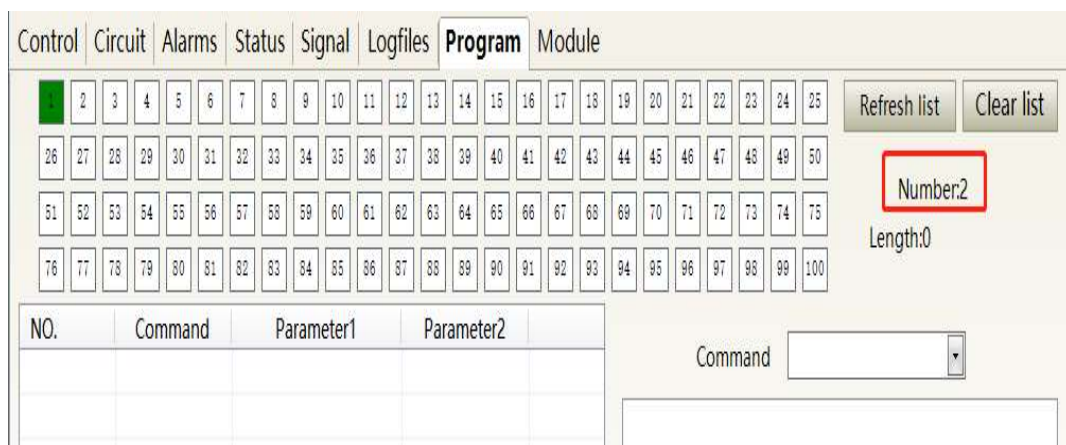 Control Circuit Alarms Status Signal Logfiles Program Module
1 2 3 4 5 6 7 8 9 10 11 12 13 14 15 16 17 18 19 20 21 22 23 24 25 Refresh list Clear list
26 27 28 29 30 31 32 33 34 35 36 37 38 39 40 41 42 43 44 45 46 47 48 49 50
Number:2
51 52 53 54 55 56 57 58 59 60 61 62 63 64 65 66 67 68 69 70 71 72 73 74 75
Length:0
76 77 78 79 80 81 82 83 84 85 86 87 88 89 90 91 92 93 94 95 96 97 98 99 100
NO. Command Parameter1 Parameter2
Command